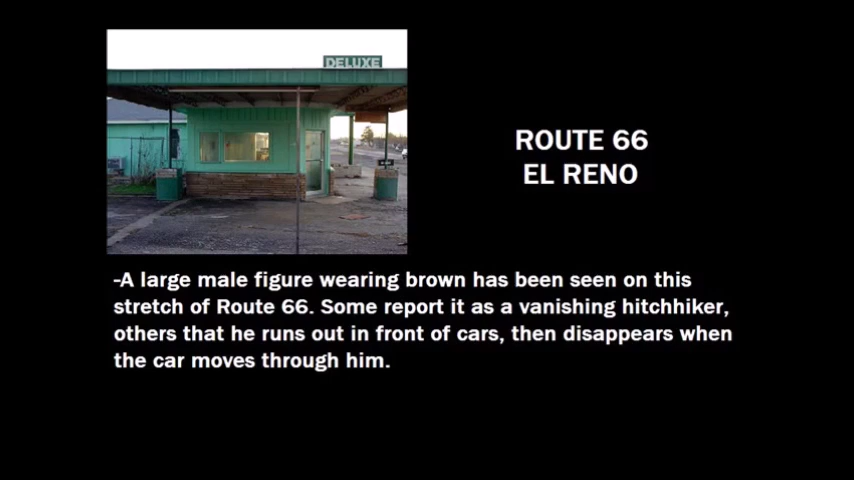 DELUXE
ROUTE 66
EL RENO
-A large male figure wearing brown has been seen on this
stretch of Route 66. Some report it as a vanishing hitchhiker,
others that he runs out in front of cars, then disappears when
the car moves through him.